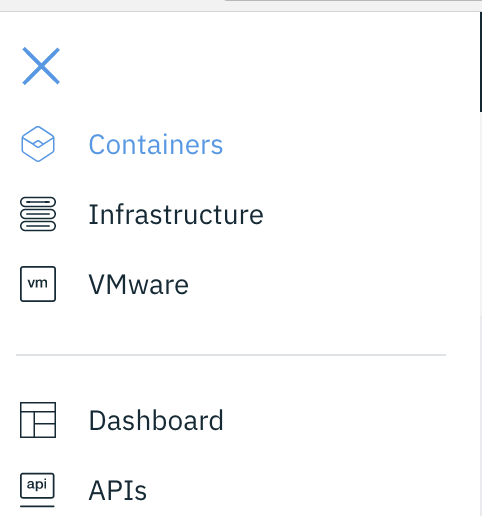 Containers
Infrastructure
vm VMware
Dashboard
api APIs